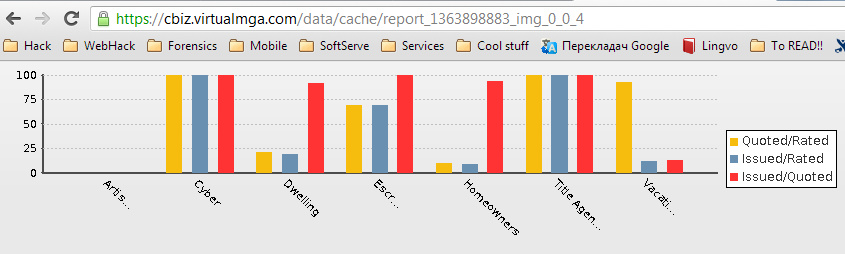 https://cbiz.virtualmga.com/data/cache/report_1363898883_img_0_0_4
Hack WebHack Forensics Mobile SoftServe Services Cool stuff Перекладач Google Lingvo To READ!!
100
75
50
25
0
Artis... Cyber Dwelling Escr... Homeowners Title Agen... Vacati...
Quoted/Rated
Issued/Rated
Issued/Quoted